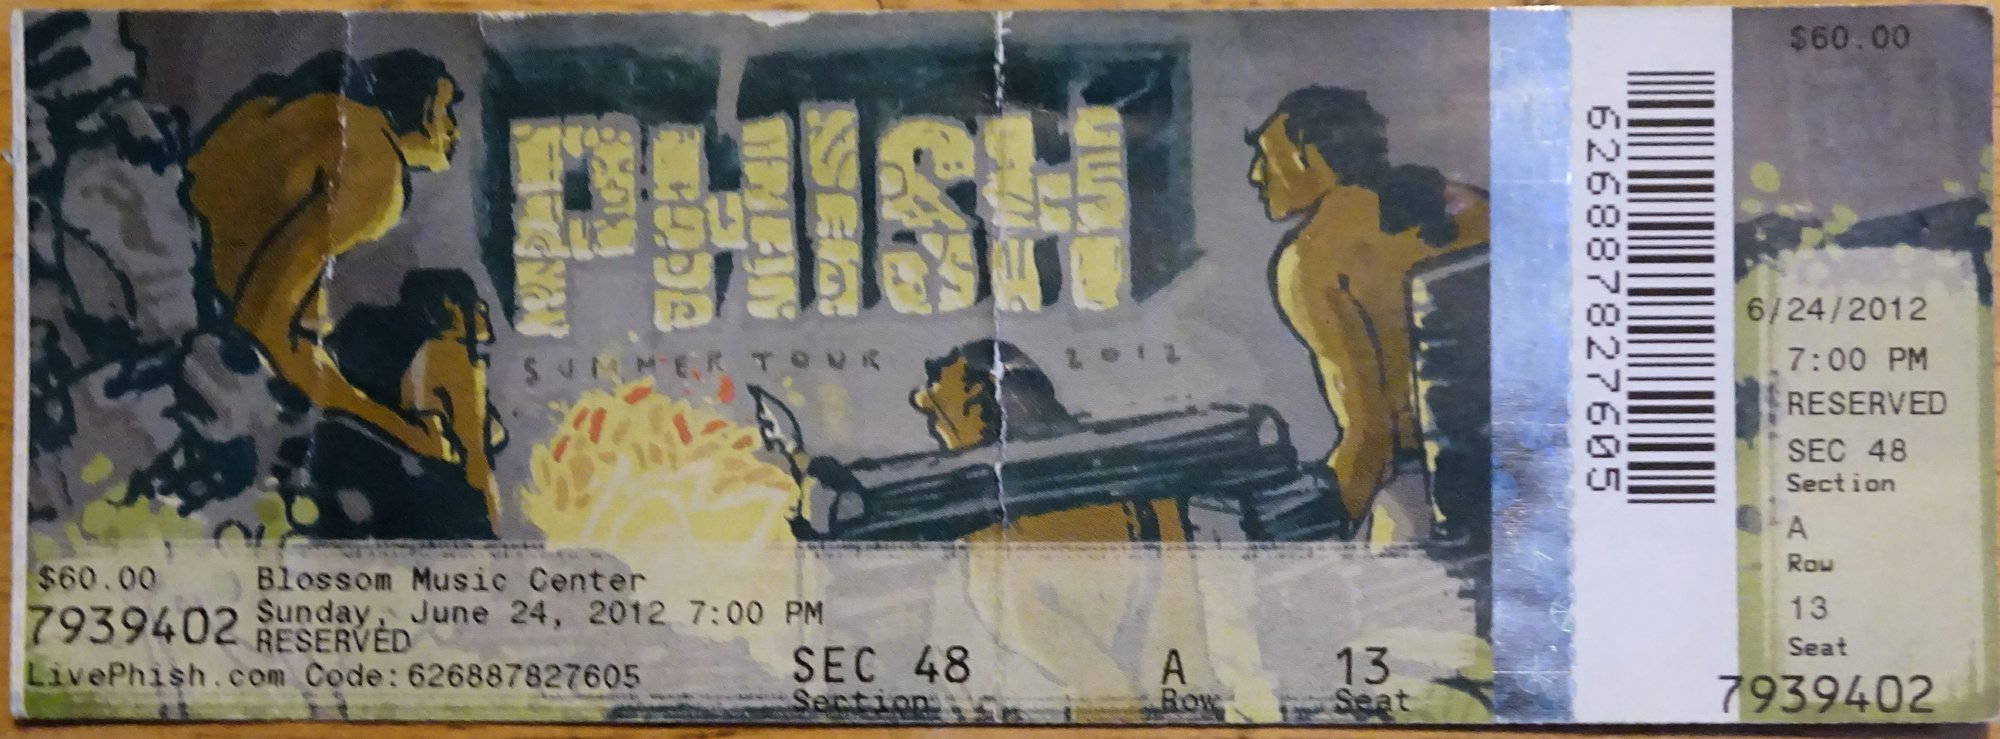 PHISH
SUMMER TOUR 2012
$60.00
Blossom Music Center
7939402
Sunday, June 24, 2012 7:00 PM
RESERVED
LivePhish.com Code:626887827605
SEC 48
Section
A
Row
13
Seat
626887827605
$60.00
6/24/2012
7:00 PM
RESERVED
SEC 48
Section
A
Row
13
Seat
7939402